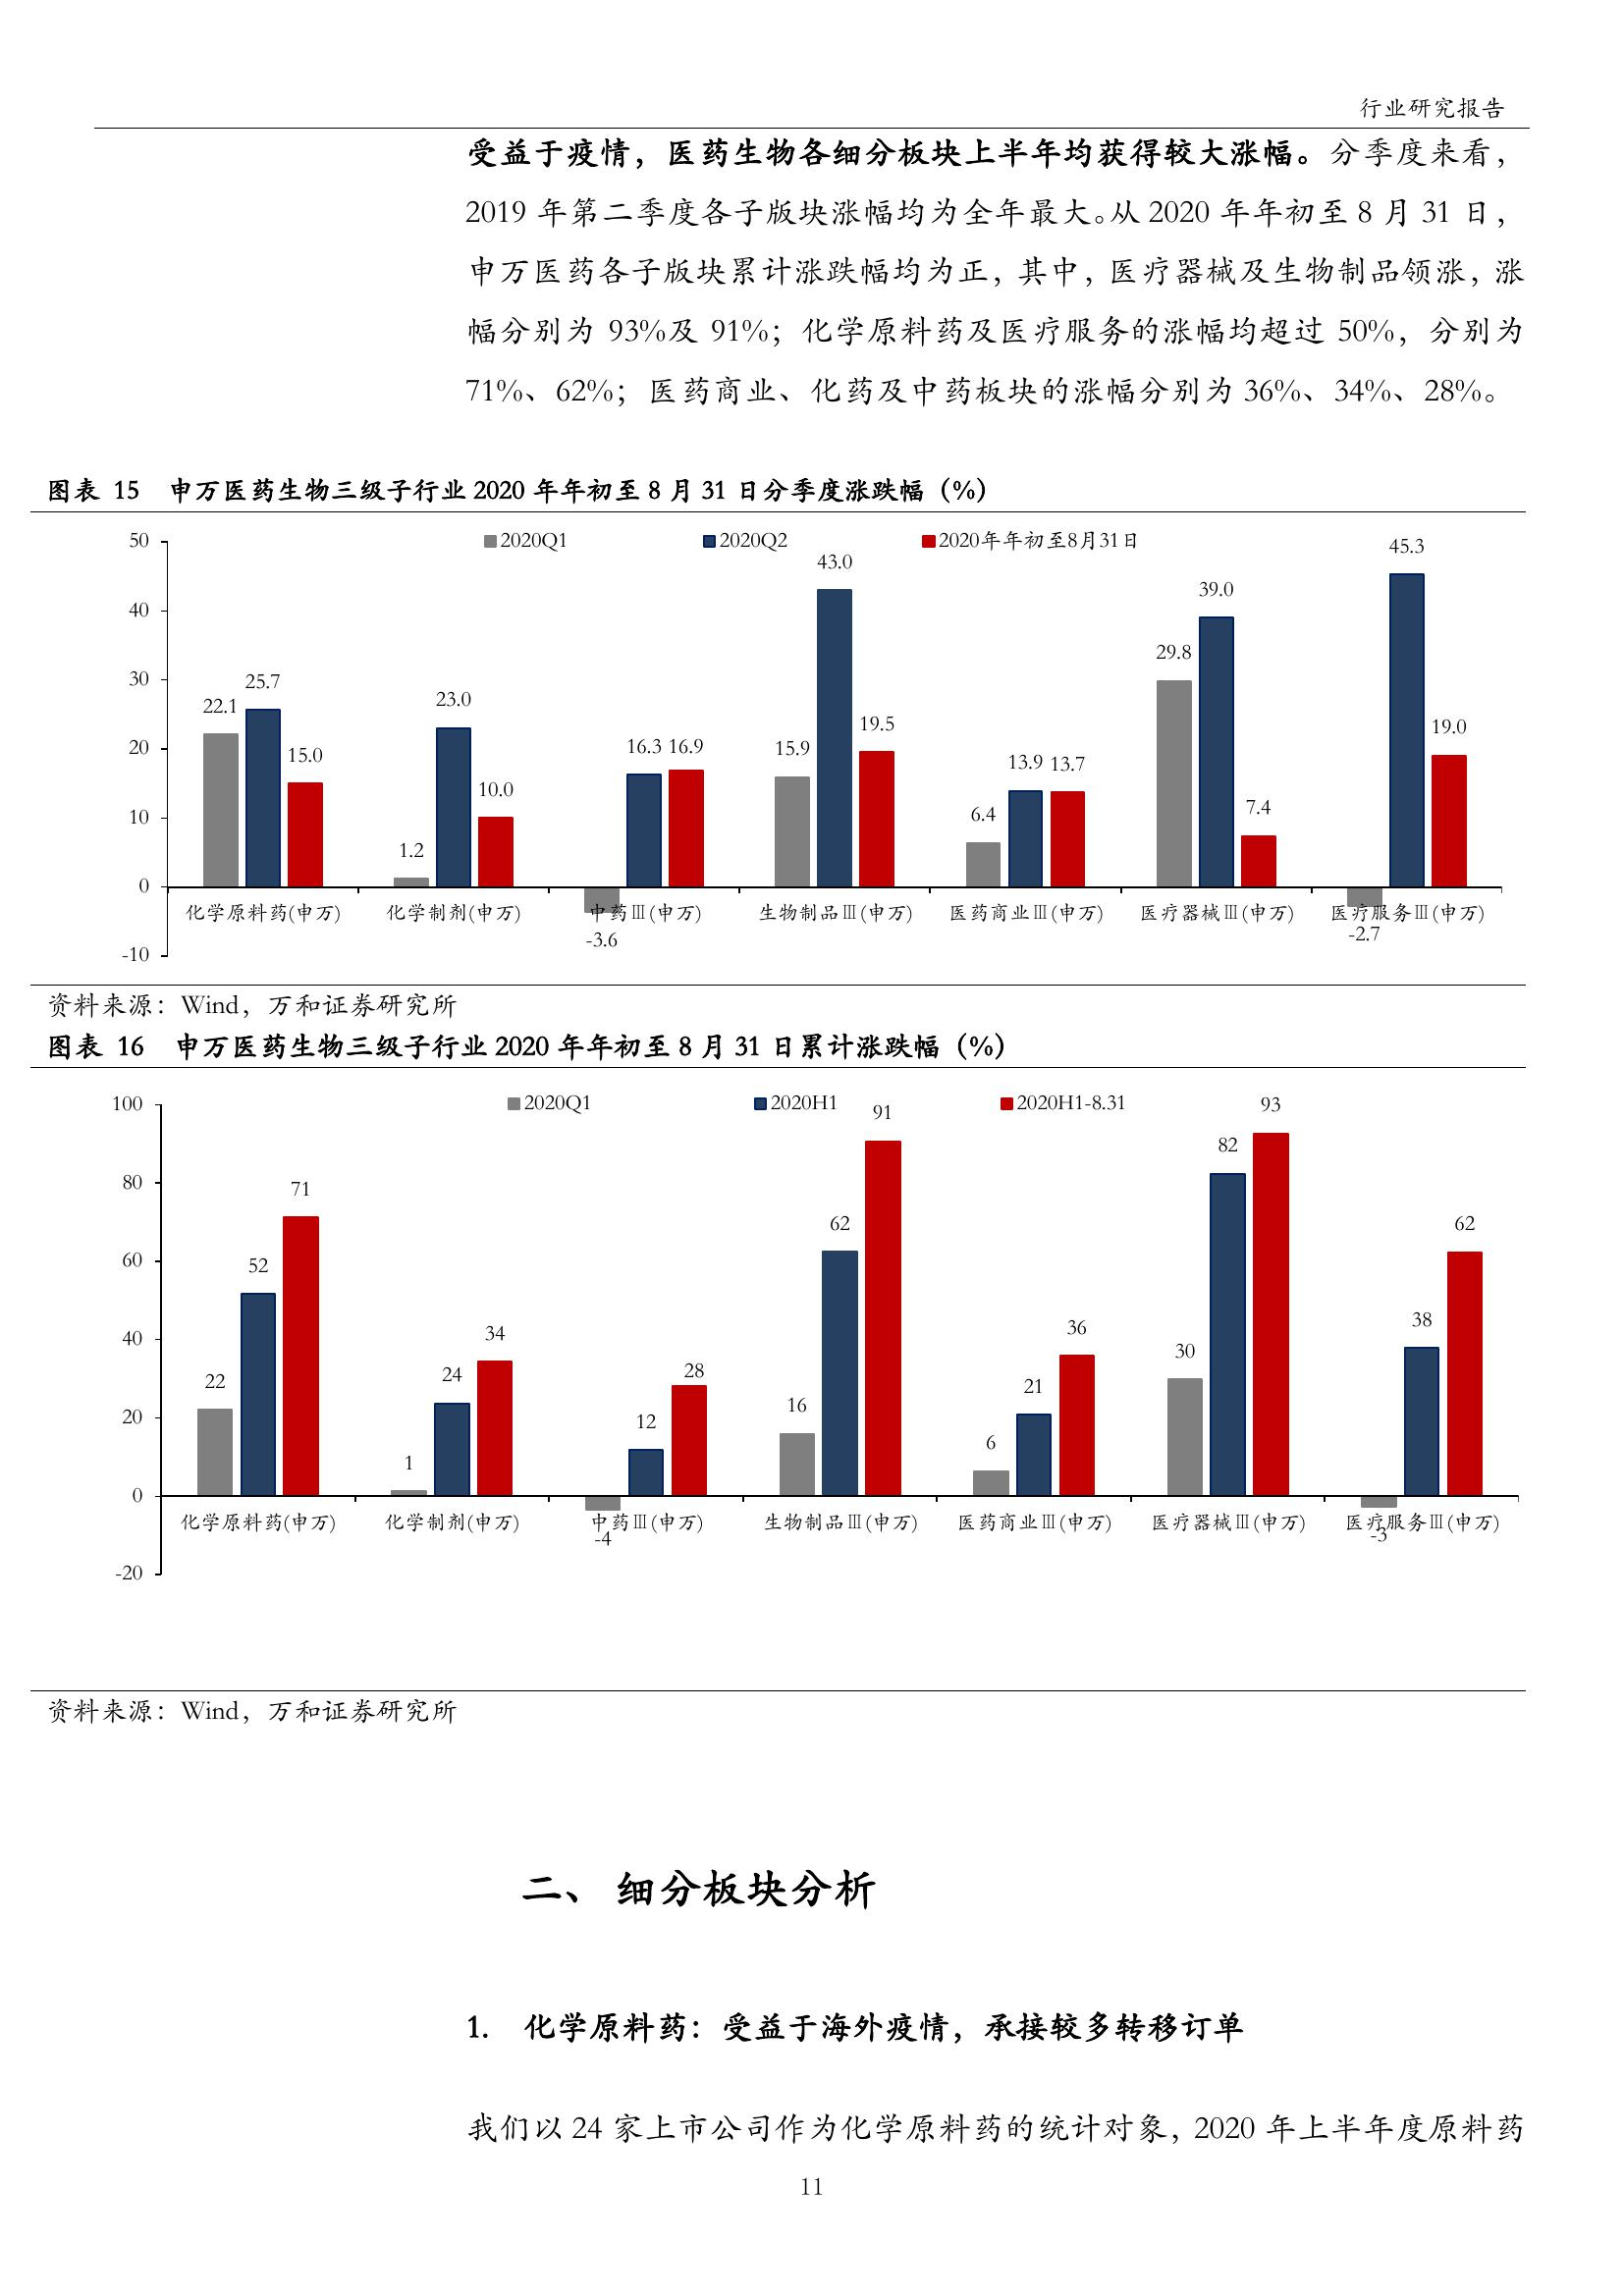 行业研究报告
受益于疫情，医药生物各细分板块上半年均获得较大涨幅。分季度来看，
2019 年第二季度各子版块涨幅均为全年最大。从 2020 年年初至 8 月 31 日，
申万医药各子版块累计涨跌幅均为正，其中，医疗器械及生物制品领涨，涨
幅分别为 93%及 91%；化学原料药及医疗服务的涨幅均超过 50%，分别为
71%、62%；医药商业、化药及中药板块的涨幅分别为 36%、34%、28%。
图表 15 申万医药生物三级子行业 2020 年年初至 8 月 31 日分季度涨跌幅（%）
2020Q1 2020Q2 2020年年初至8月31日
50
40
30
20
10
0
-10
22.1 25.7 15.0
1.2 23.0 10.0
-3.6 16.3 16.9
15.9 43.0 19.5
6.4 13.9 13.7
29.8 39.0 7.4
-2.7 45.3 19.0
化学原料药(申万) 化学制剂(申万) 中药Ⅲ(申万) 生物制品Ⅲ(申万) 医药商业Ⅲ(申万) 医疗器械Ⅲ(申万) 医疗服务Ⅲ(申万)
资料来源：Wind，万和证券研究所
图表 16 申万医药生物三级子行业 2020 年年初至 8 月 31 日累计涨跌幅（%）
2020Q1 2020H1 2020H1-8.31
100
80
60
40
20
0
-20
22 52 71
1 24 34
-4 12 28
16 62 91
6 21 36
30 82 93
-3 38 62
化学原料药(申万) 化学制剂(申万) 中药Ⅲ(申万) 生物制品Ⅲ(申万) 医药商业Ⅲ(申万) 医疗器械Ⅲ(申万) 医疗服务Ⅲ(申万)
资料来源：Wind，万和证券研究所
二、 细分板块分析
1. 化学原料药：受益于海外疫情，承接较多转移订单
我们以 24 家上市公司作为化学原料药的统计对象，2020 年上半年度原料药
11